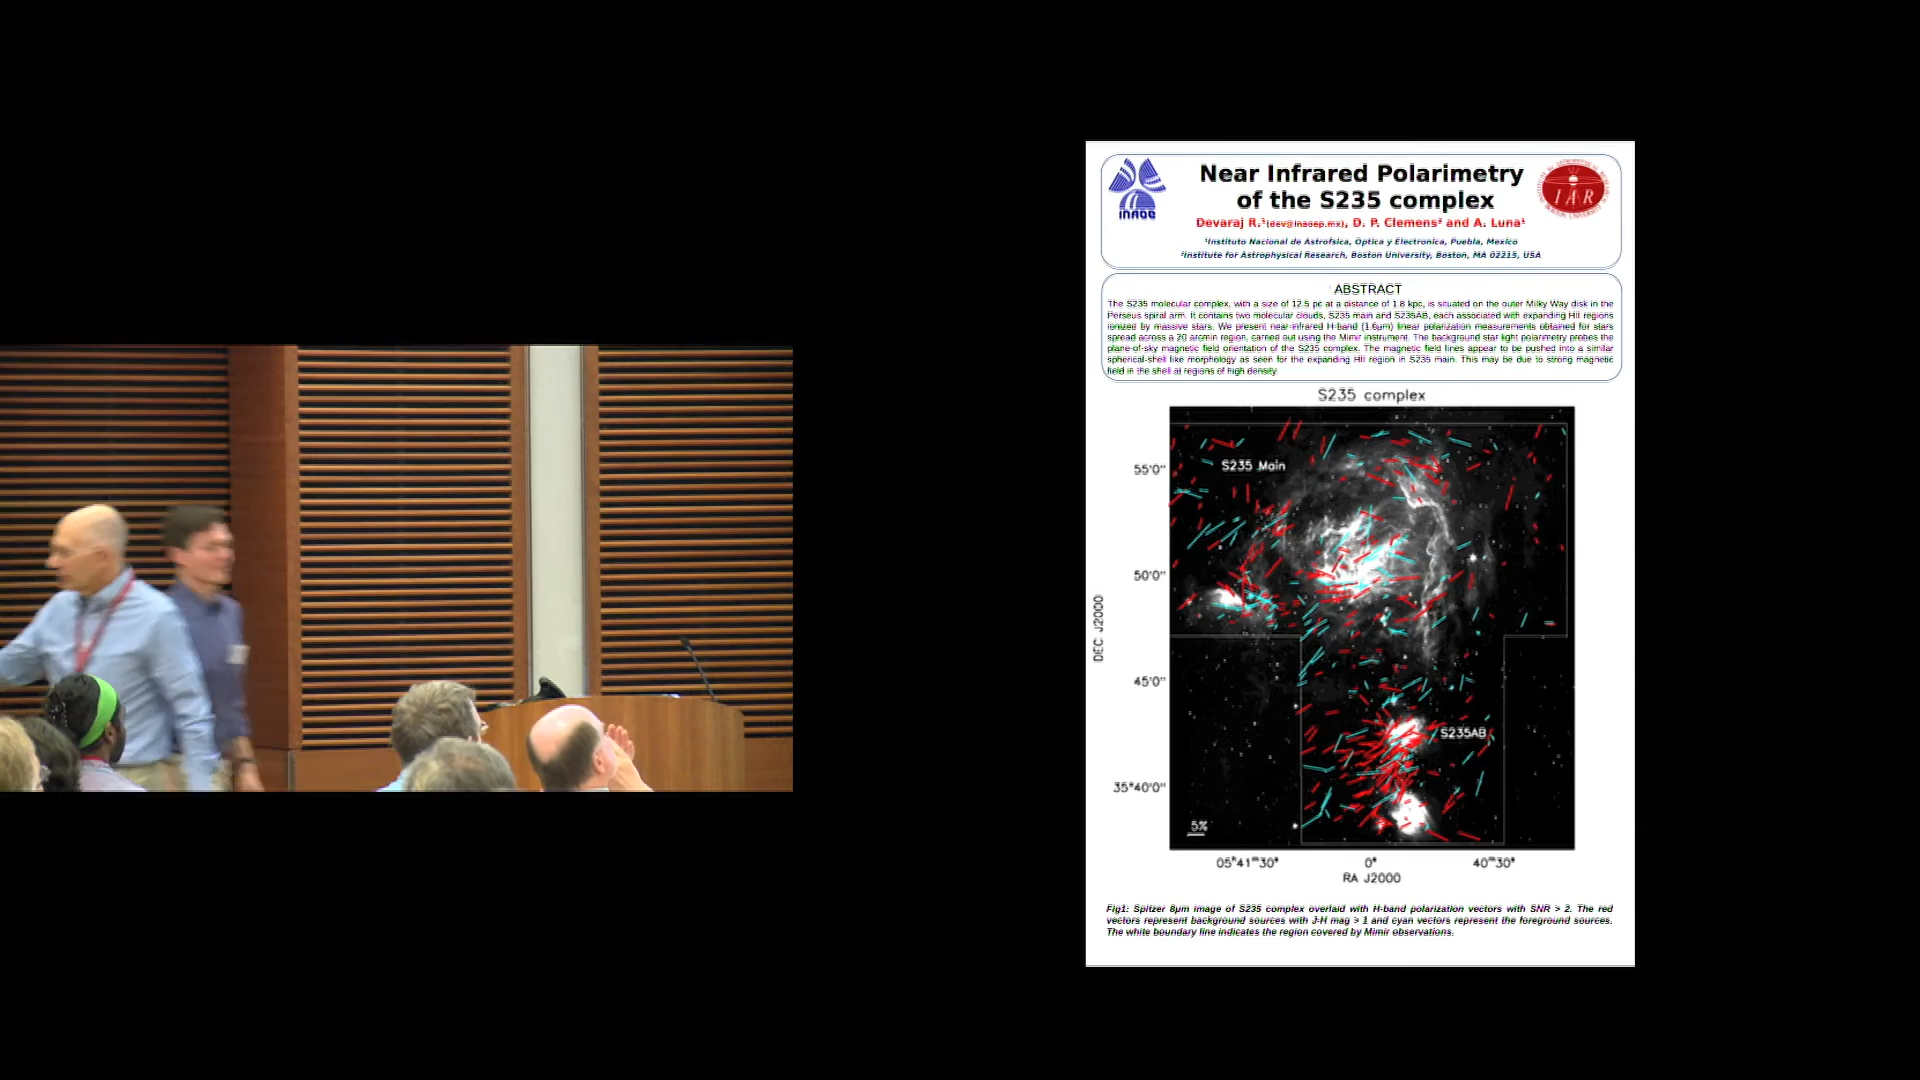 Near Infrared Polarimetry
of the S235 complex
Devaraj R.¹(dev@inaoep.mx), D. P. Clemens² and A. Luna¹
¹Instituto Nacional de Astrofsica, Optica y Electronica, Puebla, Mexico
²Institute for Astrophysical Research, Boston University, Boston, MA 02215, USA
INAOE
IAR
ABSTRACT
The S235 molecular complex, with a size of 12.5 pc at a distance of 1.8 kpc, is situated on the outer Milky Way disk in the
Perseus spiral arm. It contains two molecular clouds, S235 main and S235AB, each associated with expanding HII regions
ionized by massive stars. We present near-infrared H-band (1.6μm) linear polarization measurements obtained for stars
spread across a 20 arcmin region, carried out using the Mimir instrument. The background star light polarimetry probes the
plane-of-sky magnetic field orientation of the S235 complex. The magnetic field lines appear to be pushed into a similar
spherical-shell like morphology as seen for the expanding HII region in S235 main. This may be due to strong magnetic
field in the shell at regions of high density.
S235 complex
S235 Main
55'0"
50'0"
DEC J2000
45'0"
S235AB
35°40'0"
5%
05ʰ41ᵐ30ˢ 0ˢ 40ᵐ30ˢ
RA J2000
Fig1: Spitzer 8μm image of S235 complex overlaid with H-band polarization vectors with SNR > 2. The red
vectors represent background sources with J-H mag > 1 and cyan vectors represent the foreground sources.
The white boundary line indicates the region covered by Mimir observations.